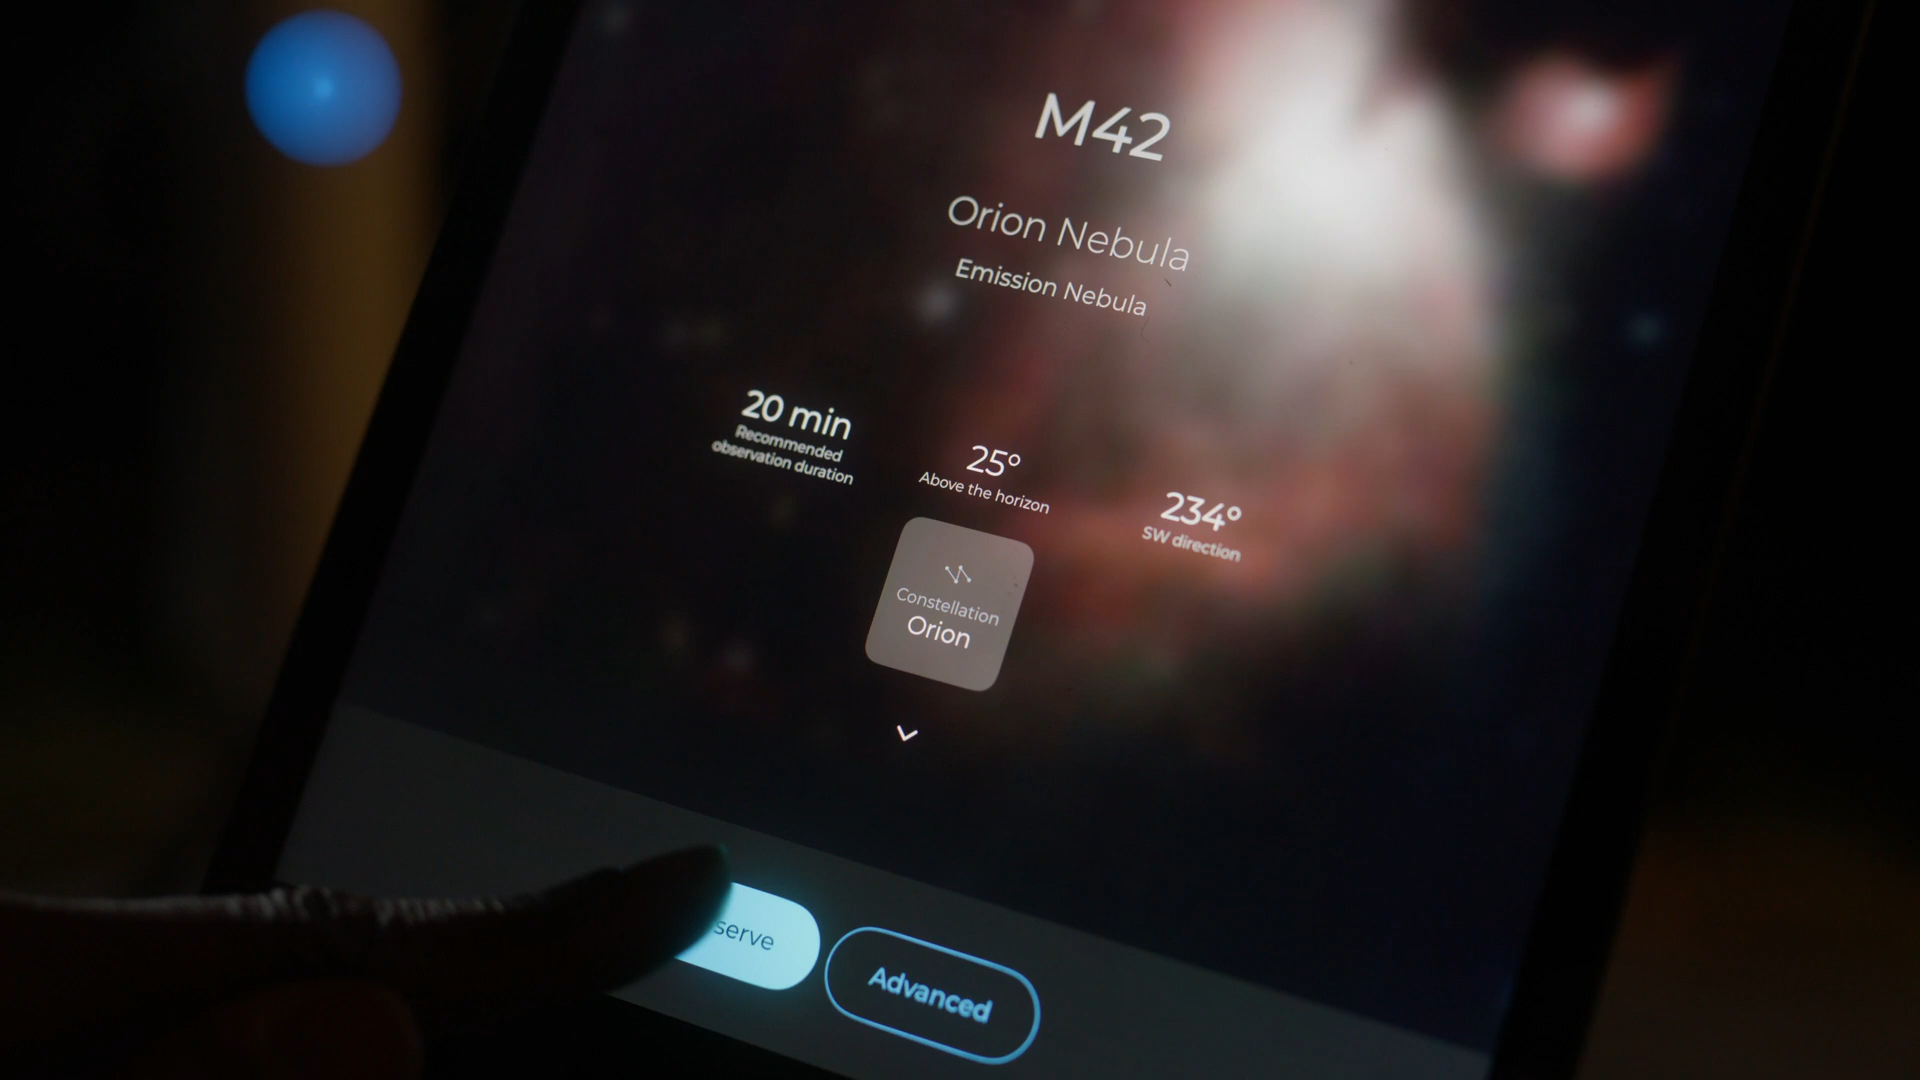 M42
Orion Nebula
Emission Nebula
20 min
Recommended
observation duration
25°
Above the horizon
234°
SW direction
Constellation
Orion
serve
Advanced